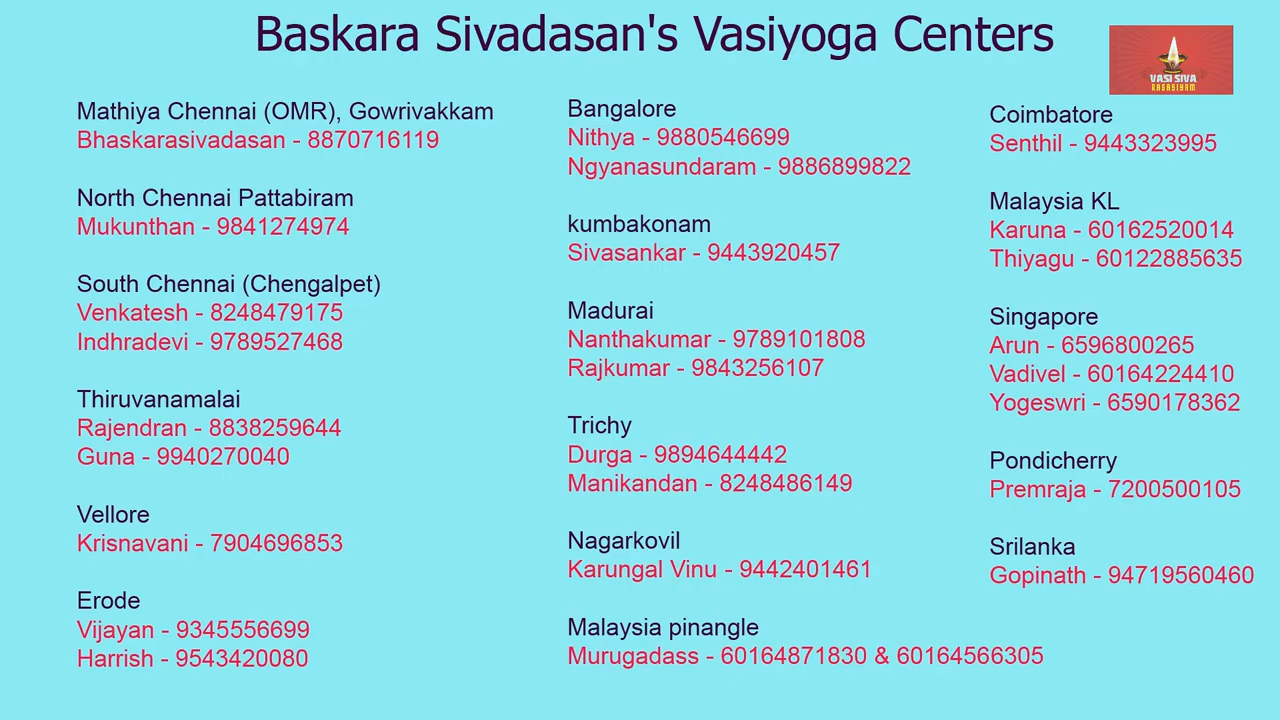 Baskara Sivadasan's Vasiyoga Centers
VASI SIVA
RAGASIYAM
Mathiya Chennai (OMR), Gowrivakkam
Bhaskarasivadasan - 8870716119
North Chennai Pattabiram
Mukunthan - 9841274974
South Chennai (Chengalpet)
Venkatesh - 8248479175
Indhradevi - 9789527468
Thiruvanamalai
Rajendran - 8838259644
Guna - 9940270040
Vellore
Krisnavani - 7904696853
Erode
Vijayan - 9345556699
Harrish - 9543420080
Bangalore
Nithya - 9880546699
Ngyanasundaram - 9886899822
kumbakonam
Sivasankar - 9443920457
Madurai
Nanthakumar - 9789101808
Rajkumar - 9843256107
Trichy
Durga - 9894644442
Manikandan - 8248486149
Nagarkovil
Karungal Vinu - 9442401461
Malaysia pinangle
Murugadass - 60164871830 & 60164566305
Coimbatore
Senthil - 9443323995
Malaysia KL
Karuna - 60162520014
Thiyagu - 60122885635
Singapore
Arun - 6596800265
Vadivel - 60164224410
Yogeswri - 6590178362
Pondicherry
Premraja - 7200500105
Srilanka
Gopinath - 94719560460